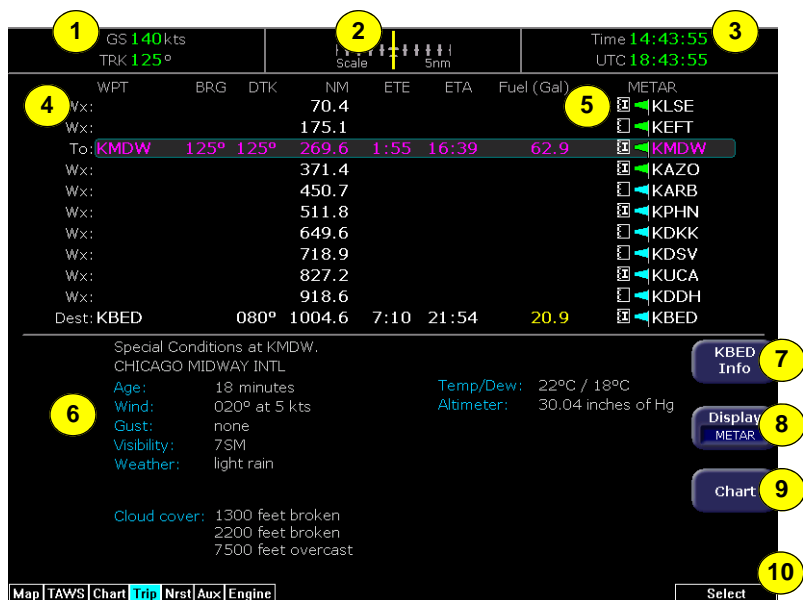 1 GS 140kts 2 Time 14:43:55 3
TRK 125° Scale 5nm UTC 18:43:55
WPT BRG DTK NM ETE ETA Fuel (Gal) METAR
4 Wx: 70.4 5 KLSE
Wx: 175.1 KEFT
To: KMDW 125° 125° 269.6 1:55 16:39 62.9 KMDW
Wx: 371.4 KAZO
Wx: 450.7 KARB
Wx: 511.8 KPHN
Wx: 649.6 KDKK
Wx: 718.9 KDSV
Wx: 827.2 KUCA
Wx: 918.6 KDDH
Dest: KBED 080° 1004.6 7:10 21:54 20.9 KBED
Special Conditions at KMDW.
CHICAGO MIDWAY INTL
Age: 18 minutes Temp/Dew: 22°C / 18°C
Wind: 020° at 5 kts Altimeter: 30.04 inches of Hg
6 Gust: none
Visibility: 7SM
Weather: light rain
Cloud cover: 1300 feet broken
2200 feet broken
7500 feet overcast
KBED
Info 7
Display
METAR 8
Chart 9
10
Map TAWS Chart Trip Nrst Aux Engine Select